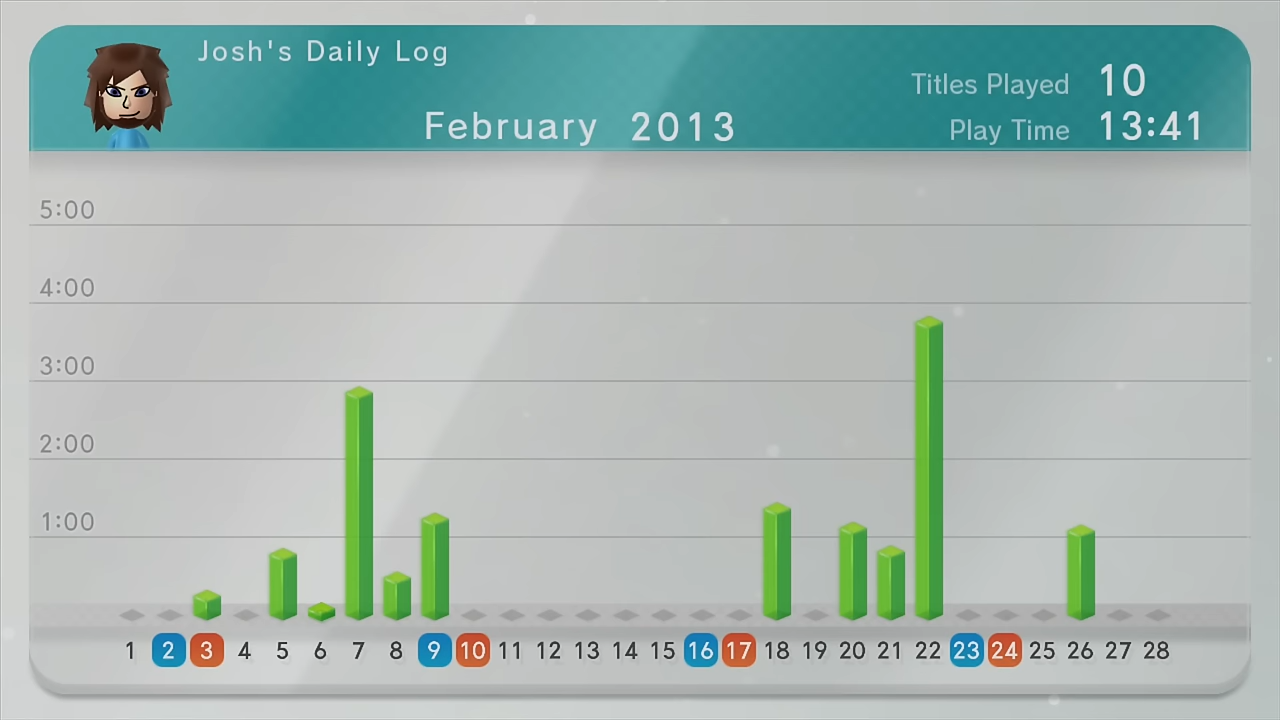 Josh's Daily Log
February 2013
Titles Played 10
Play Time 13:41
5:00
4:00
3:00
2:00
1:00
1 2 3 4 5 6 7 8 9 10 11 12 13 14 15 16 17 18 19 20 21 22 23 24 25 26 27 28